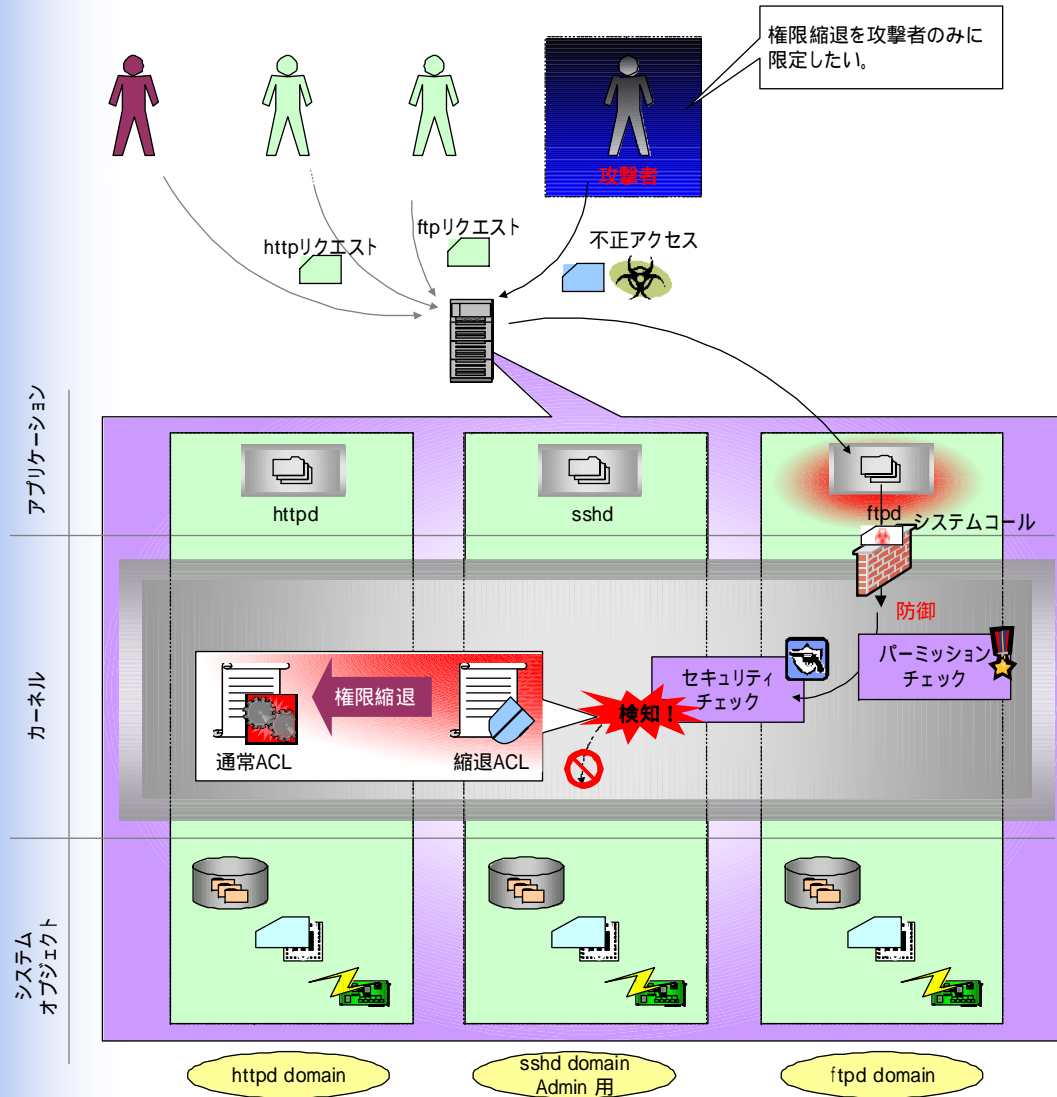 権限縮退を攻撃者のみに
限定したい。
攻撃者
httpリクエスト
ftpリクエスト
不正アクセス
アプリケーション
httpd
sshd
ftpd
システムコール
カーネル
防御
パーミッション
チェック
セキュリティ
チェック
検知！
権限縮退
通常ACL
縮退ACL
システム
オブジェクト
httpd domain
sshd domain
Admin 用
ftpd domain